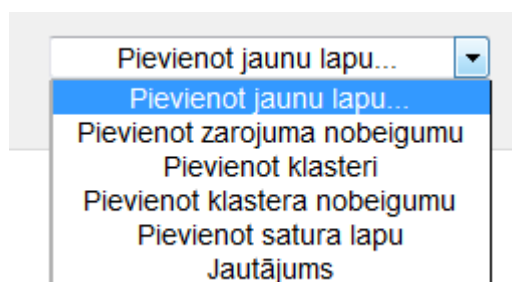 Pievienot jaunu lapu...
Pievienot jaunu lapu...
Pievienot zarojuma nobeigumu
Pievienot klasteri
Pievienot klastera nobeigumu
Pievienot satura lapu
Jautājums